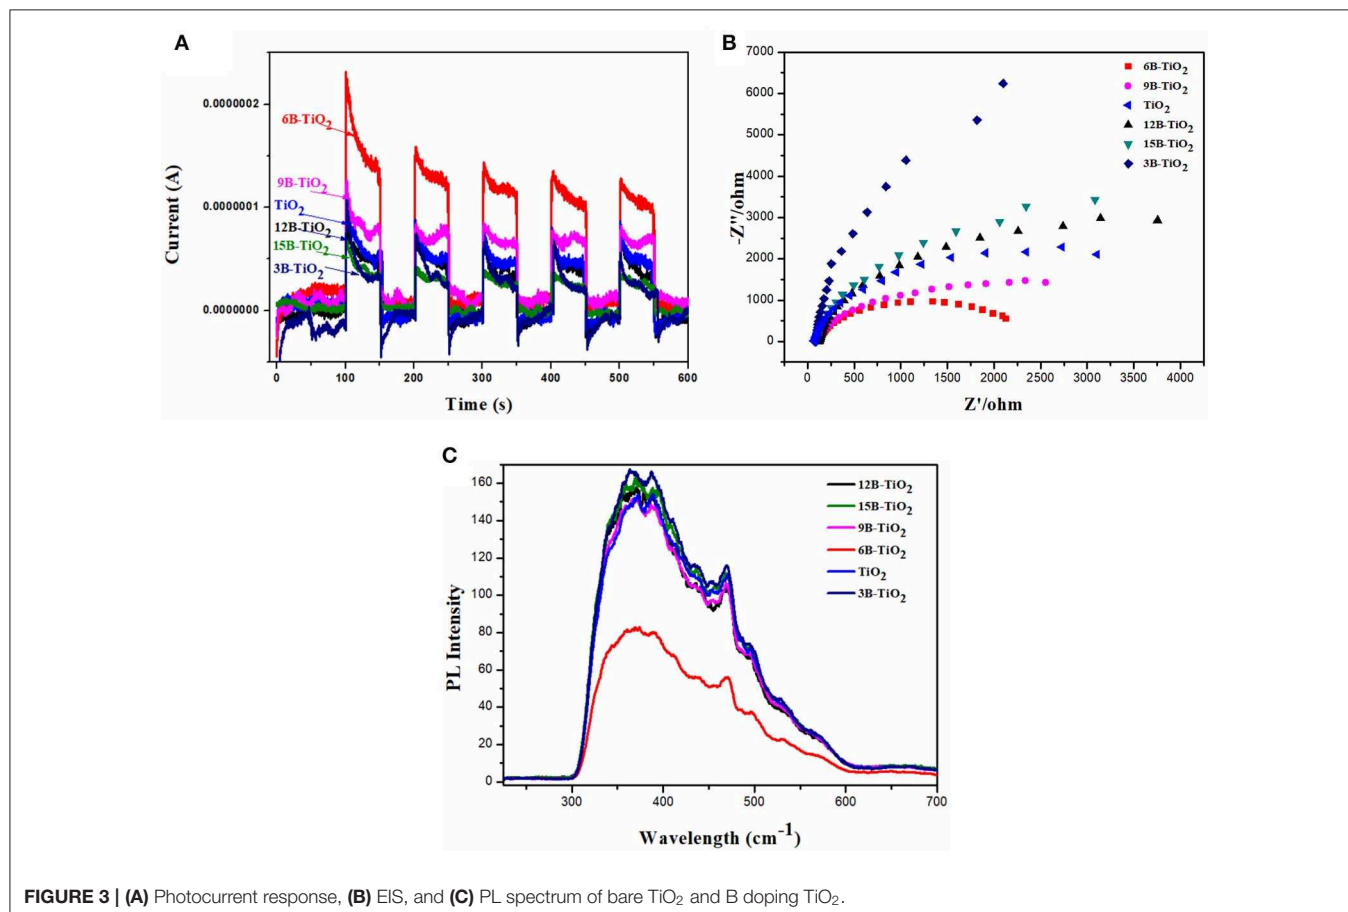 A
0.0000002
0.0000001
0.0000000
Current (A)
6B-TiO2
9B-TiO2
TiO2
12B-TiO2
15B-TiO2
3B-TiO2
0 100 200 300 400 500 600
Time (s)
B
7000
6000
5000
4000
3000
2000
1000
0
-Z''/ohm
6B-TiO2
9B-TiO2
TiO2
12B-TiO2
15B-TiO2
3B-TiO2
0 500 1000 1500 2000 2500 3000 3500 4000
Z'/ohm
C
160
140
120
100
80
60
40
20
0
PL Intensity
12B-TiO2
15B-TiO2
9B-TiO2
6B-TiO2
TiO2
3B-TiO2
300 400 500 600 700
Wavelength (cm-1)
FIGURE 3 | (A) Photocurrent response, (B) EIS, and (C) PL spectrum of bare TiO2 and B doping TiO2.